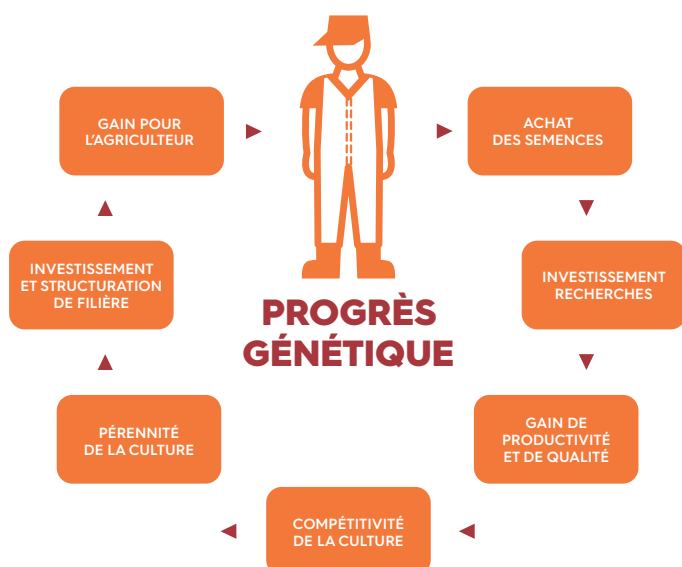 GAIN POUR
L'AGRICULTEUR
ACHAT
DES SEMENCES
INVESTISSEMENT
RECHERCHES
GAIN DE
PRODUCTIVITÉ
ET DE QUALITÉ
COMPÉTITIVITÉ
DE LA CULTURE
PÉRENNITÉ
DE LA CULTURE
INVESTISSEMENT
ET STRUCTURATION
DE FILIÈRE
PROGRÈS
GÉNÉTIQUE